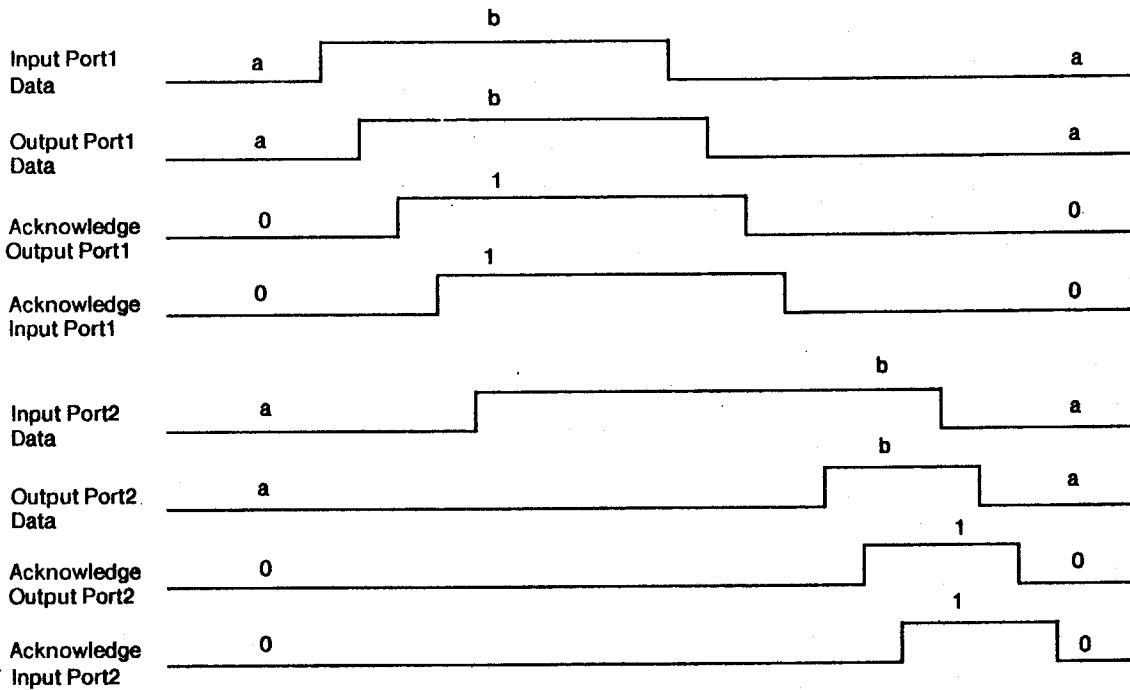 b
Input Port1 a a
Data
b
Output Port1 a a
Data
1
Acknowledge 0 0
Output Port1
1
Acknowledge 0 0
Input Port1
b
Input Port2 a a
Data
b
Output Port2 a a
Data
1
Acknowledge 0 0
Output Port2
1
Acknowledge 0 0
Input Port2